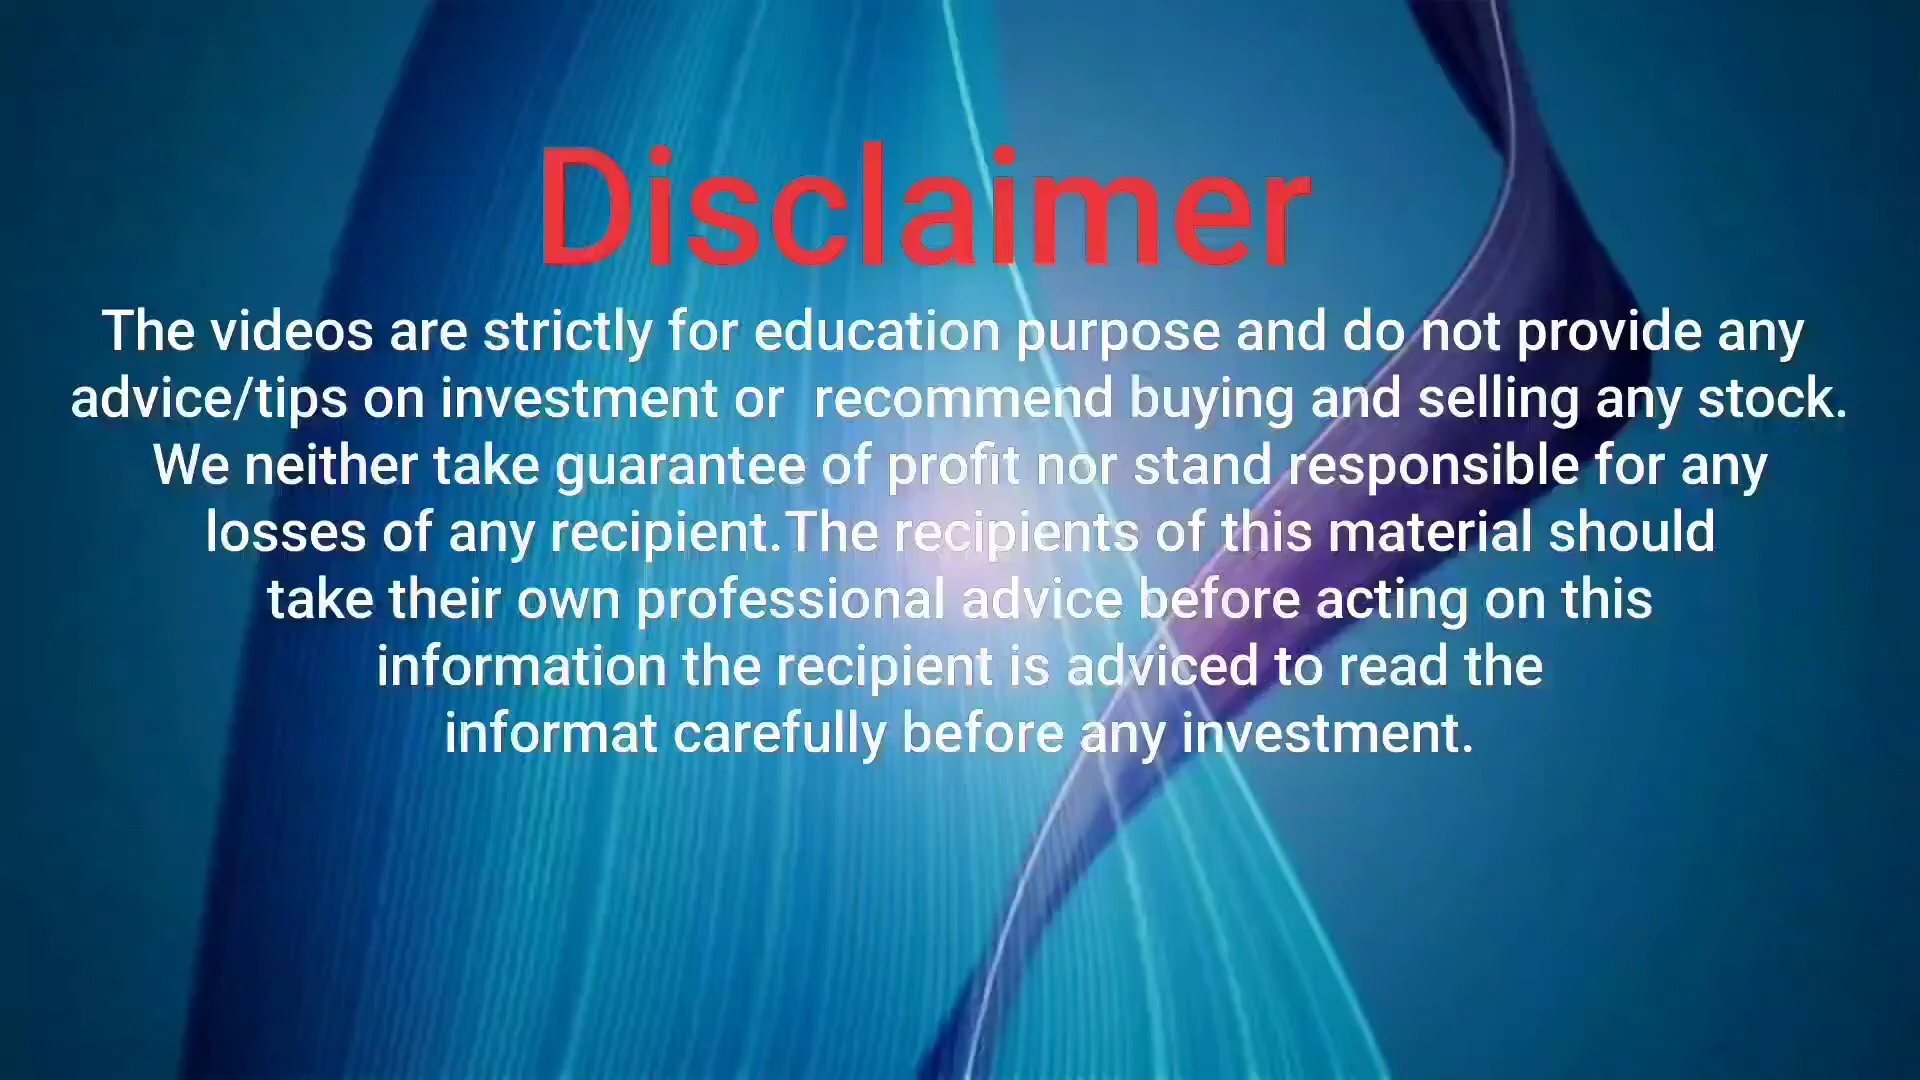 Disclaimer
The videos are strictly for education purpose and do not provide any
advice/tips on investment or  recommend buying and selling any stock.
We neither take guarantee of profit nor stand responsible for any
losses of any recipient.The recipients of this material should
take their own professional advice before acting on this
information the recipient is adviced to read the
informat carefully before any investment.